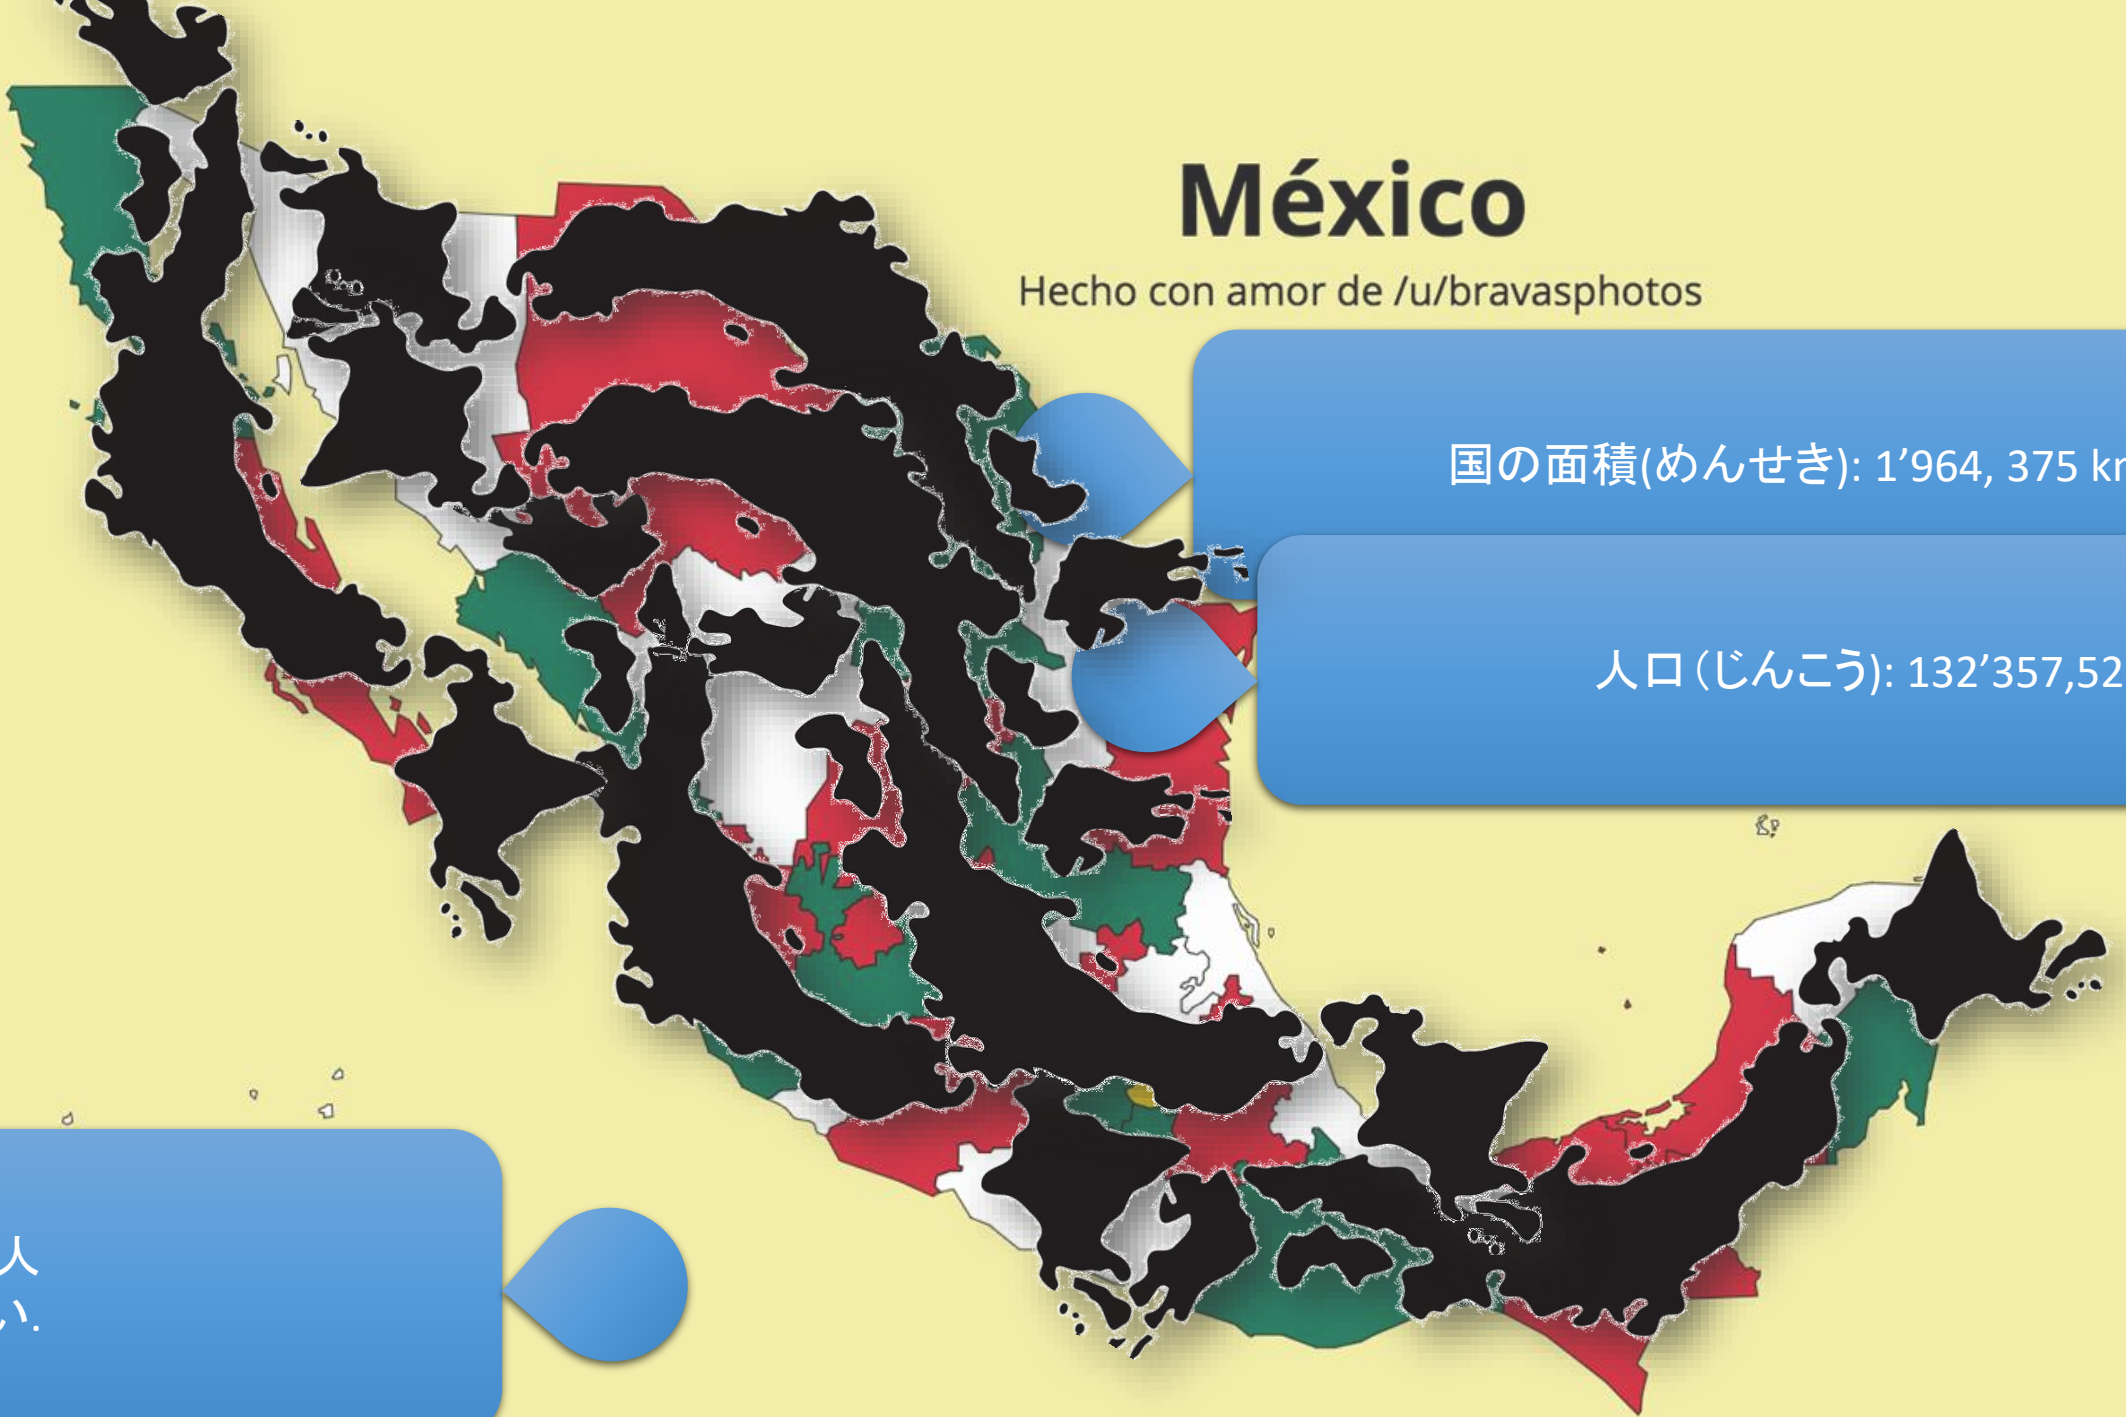 México
Hecho con amor de /u/bravasphotos
国の面積(めんせき): 1’964, 375 k
人口(じんこう): 132’357,52
人
い.